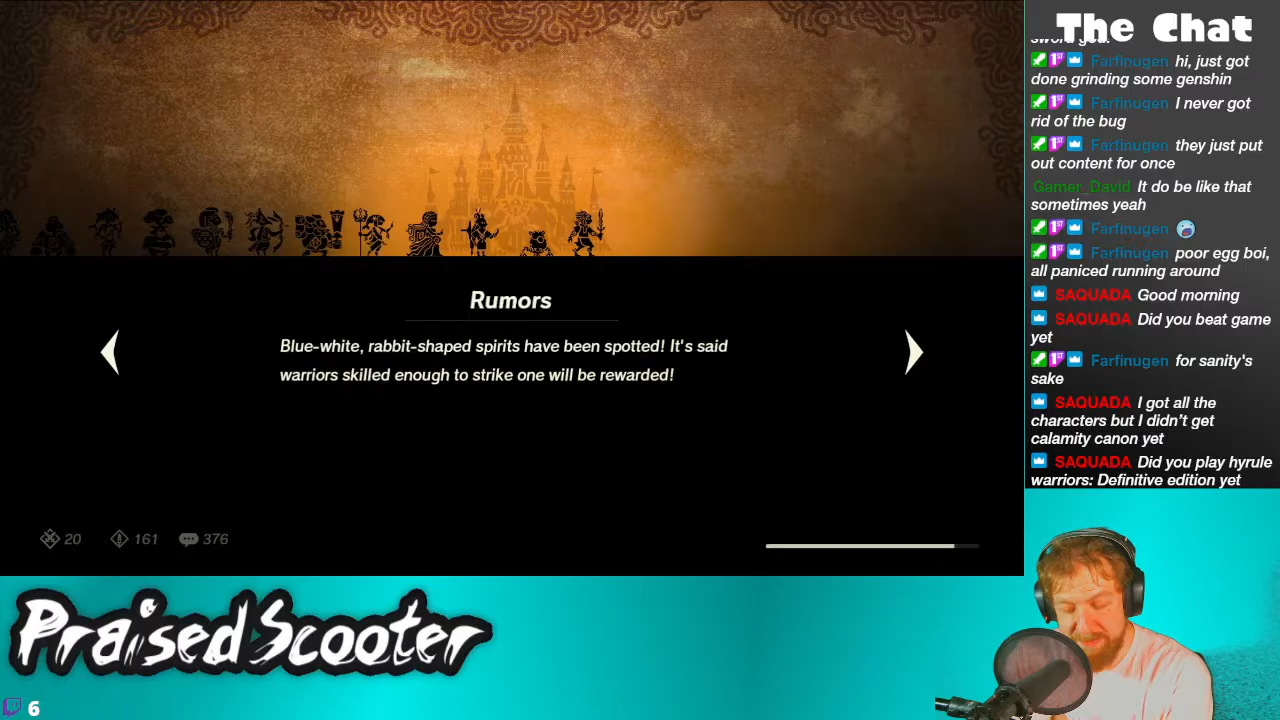 The Chat
Farfinugen hi, just got
done grinding some genshin
Farfinugen I never got
rid of the bug
Farfinugen they just put
out content for once
Gamer_David It do be like that
sometimes yeah
Farfinugen
Farfinugen poor egg boi,
all paniced running around
SAQUADA Good morning
SAQUADA Did you beat game
yet
Farfinugen for sanity's
sake
SAQUADA I got all the
characters but I didn't get
calamity canon yet
SAQUADA Did you play hyrule
warriors: Definitive edition yet
Rumors
Blue-white, rabbit-shaped spirits have been spotted! It's said
warriors skilled enough to strike one will be rewarded!
20 161 376
PraisedScooter
6